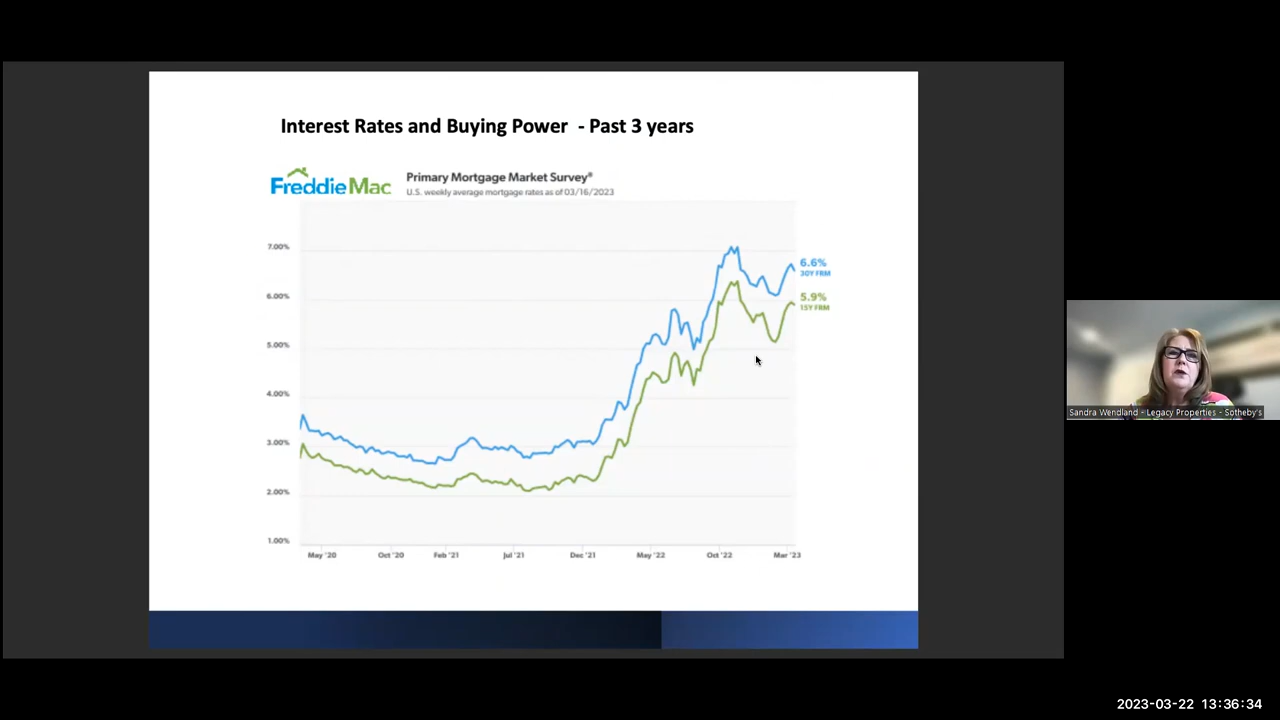 Interest Rates and Buying Power - Past 3 years
FreddieMac
Primary Mortgage Market Survey®
U.S. weekly average mortgage rates as of 03/16/2023
7.00%
6.00%
5.00%
4.00%
3.00%
2.00%
1.00%
6.6%
30Y FRM
5.9%
15Y FRM
May '20
Oct '20
Feb '21
Jul '21
Dec '21
May '22
Oct '22
Mar '23
Sandra Wendland - Legacy Properties - Sotheby's
2023-03-22 13:36:34